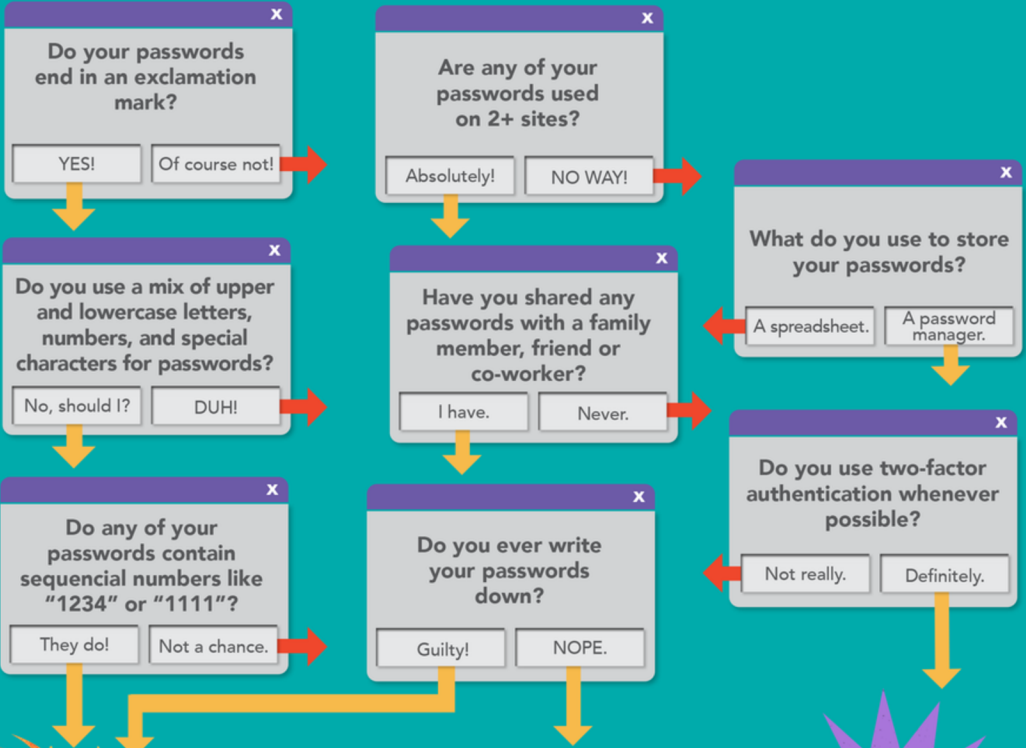 X
Do your passwords
end in an exclamation
mark?
YES!
Of course not!
X
Do you use a mix of upper
and lowercase letters,
numbers, and special
characters for passwords?
No, should I?
DUH!
X
Do any of your
passwords contain
sequencial numbers like
“1234” or “1111”?
They do!
Not a chance.
X
Are any of your
passwords used
on 2+ sites?
Absolutely!
NO WAY!
X
Have you shared any
passwords with a family
member, friend or
co-worker?
I have.
Never.
X
Do you ever write
your passwords
down?
Guilty!
NOPE.
X
What do you use to store
your passwords?
A spreadsheet.
A password
manager.
X
Do you use two-factor
authentication whenever
possible?
Not really.
Definitely.